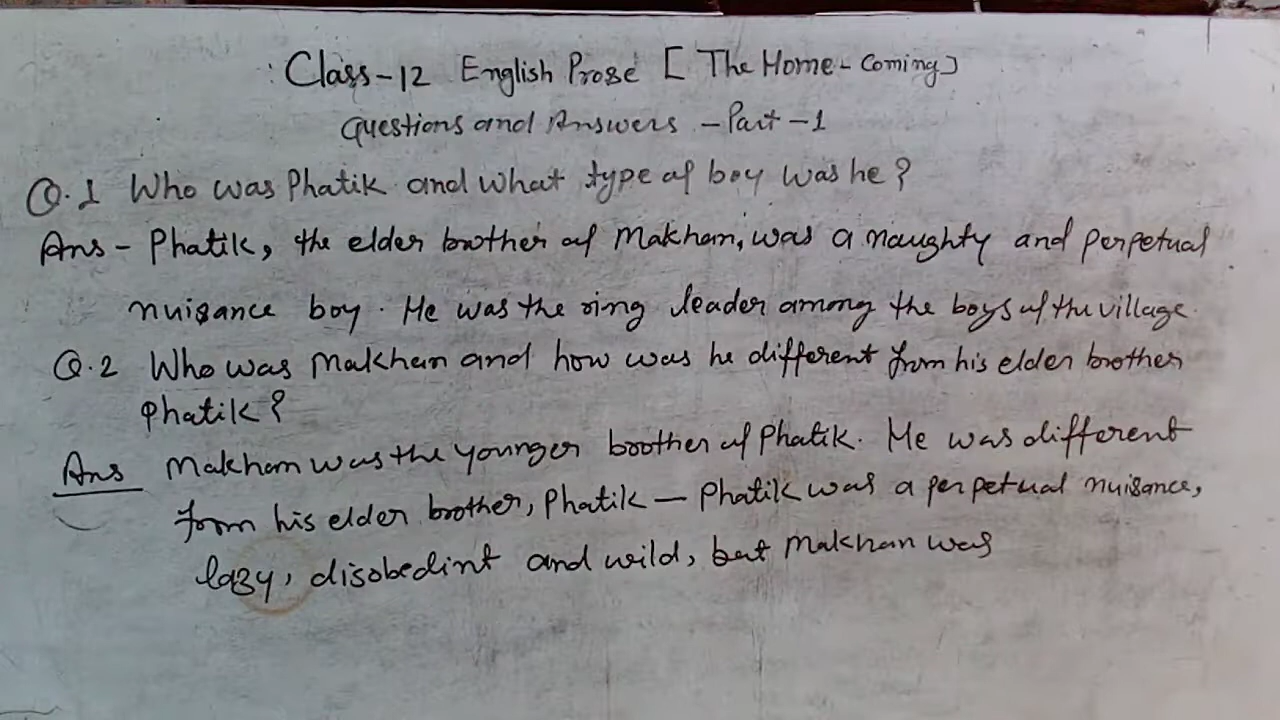 Class-12 English Prose [The Home-Coming]
Questions and Answers - Part-1
Q.1 Who was Phatik and what type of boy was he?
Ans - Phatik, the elder brother of Makhan, was a naughty and perpetual
nuisance boy. He was the ring leader among the boys of the village.
Q.2 Who was Makhan and how was he different from his elder brother
Phatik?
Ans Makhan was the younger brother of Phatik. He was different
from his elder brother, Phatik — Phatik was a perpetual nuisance,
lazy, disobedint and wild, but Makhan was